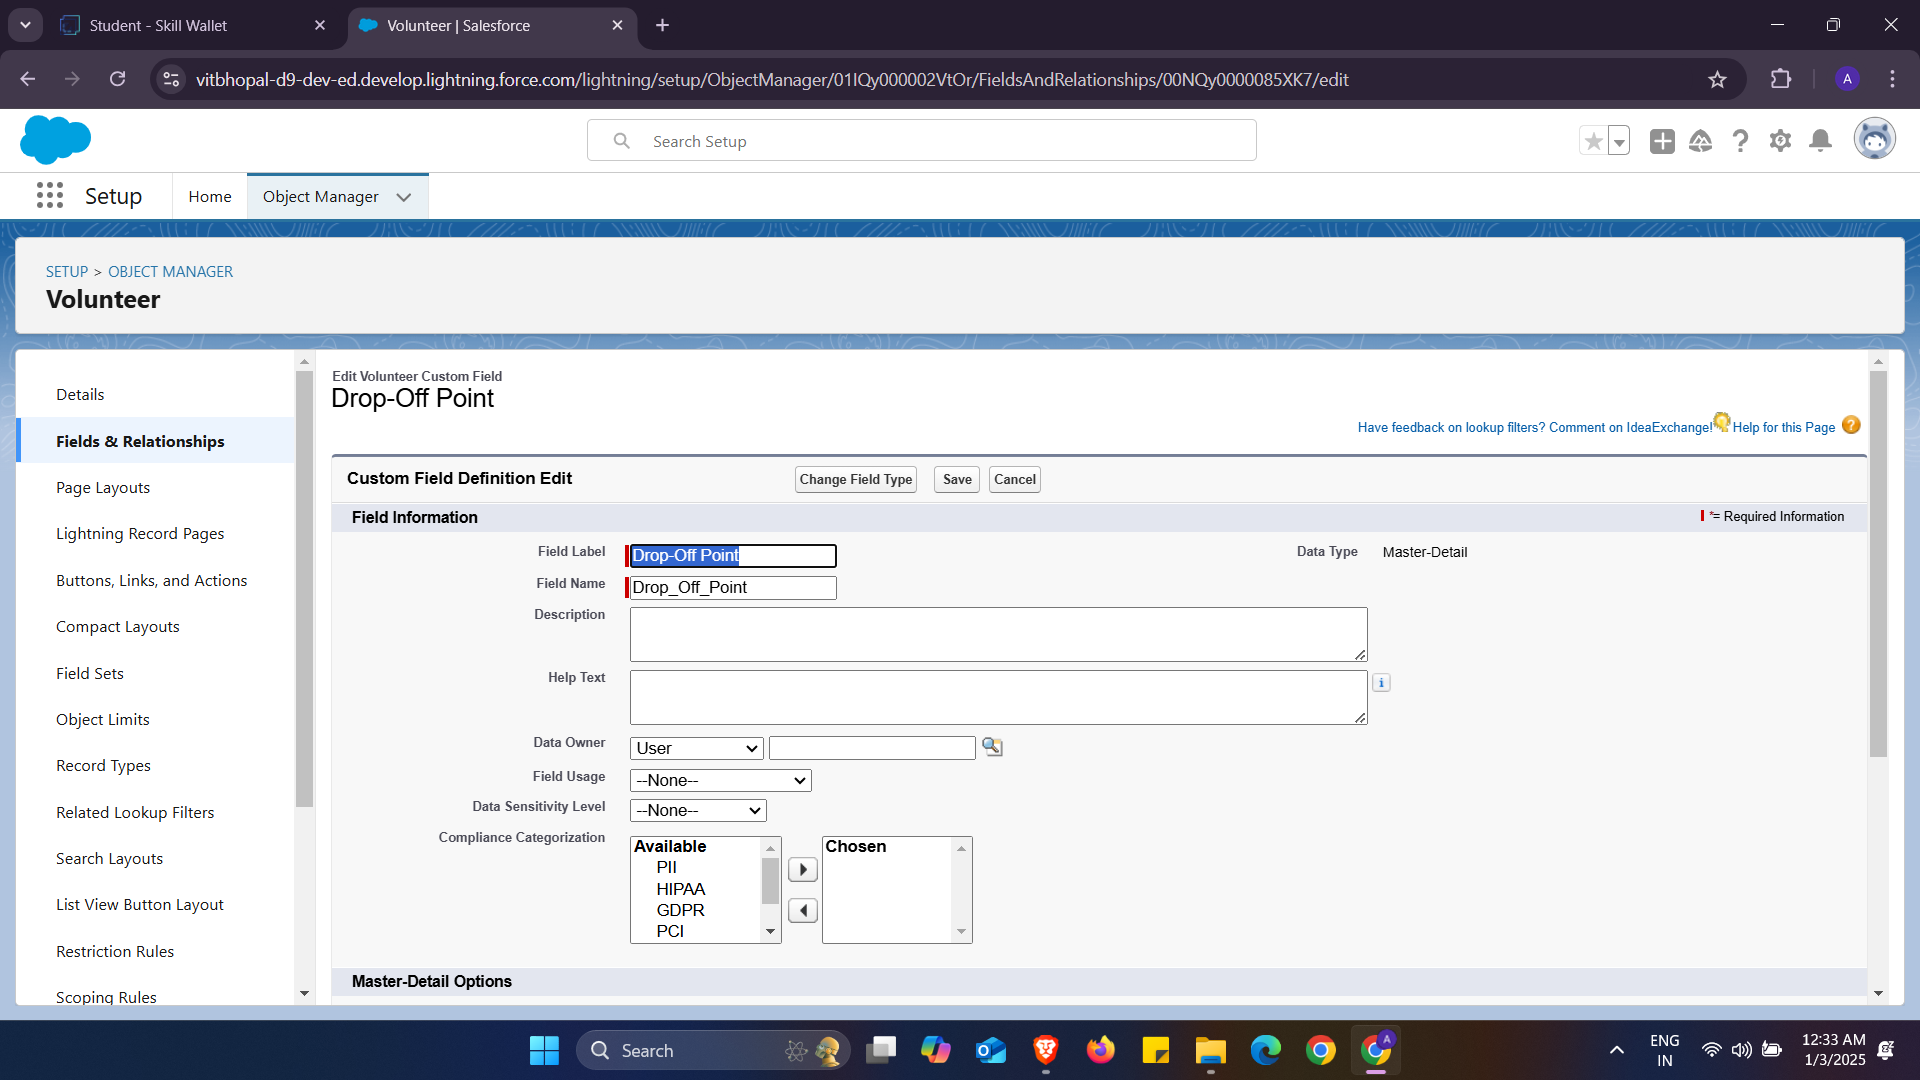 Student - Skill Wallet
Volunteer | Salesforce
vitbhopal-d9-dev-ed.develop.lightning.force.com/lightning/setup/ObjectManager/01IQy000002VtOr/FieldsAndRelationships/00NQy0000085XK7/edit
A
Search Setup
Setup
Home
Object Manager
SETUP > OBJECT MANAGER
Volunteer
Details
Fields & Relationships
Page Layouts
Lightning Record Pages
Buttons, Links, and Actions
Compact Layouts
Field Sets
Object Limits
Record Types
Related Lookup Filters
Search Layouts
List View Button Layout
Restriction Rules
Scoping Rules
Edit Volunteer Custom Field
Drop-Off Point
Have feedback on lookup filters? Comment on IdeaExchange!
Help for this Page ?
Custom Field Definition Edit
Change Field Type
Save
Cancel
Field Information
*= Required Information
Field Label
Drop-Off Point
Data Type
Master-Detail
Field Name
Drop_Off_Point
Description
Help Text
i
Data Owner
User
Field Usage
--None--
Data Sensitivity Level
--None--
Compliance Categorization
Available
PII
HIPAA
GDPR
PCI
Chosen
Master-Detail Options
Search
A
ENG
IN
12:33 AM
1/3/2025